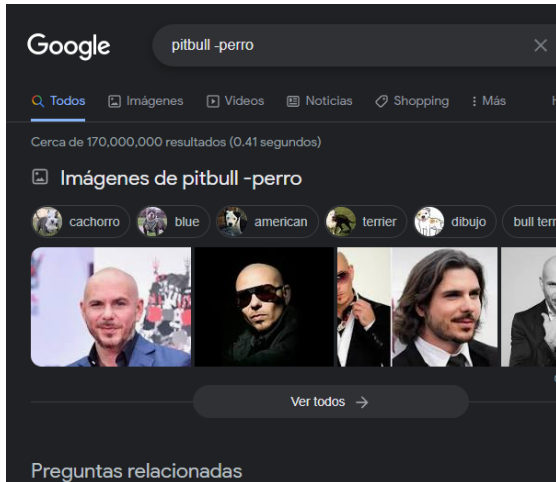 Google
pitbull -perro
Todos Imágenes Videos Noticias Shopping Más
Cerca de 170,000,000 resultados (0.41 segundos)
Imágenes de pitbull -perro
cachorro blue american terrier dibujo bull terr
Ver todos
Preguntas relacionadas